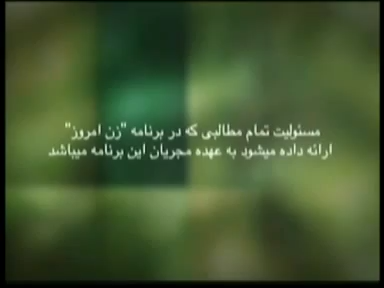 مسئولیت تمام مطالبی که در برنامه "زن امروز"
ارائه داده میشود به عهده مجریان این برنامه میباشد